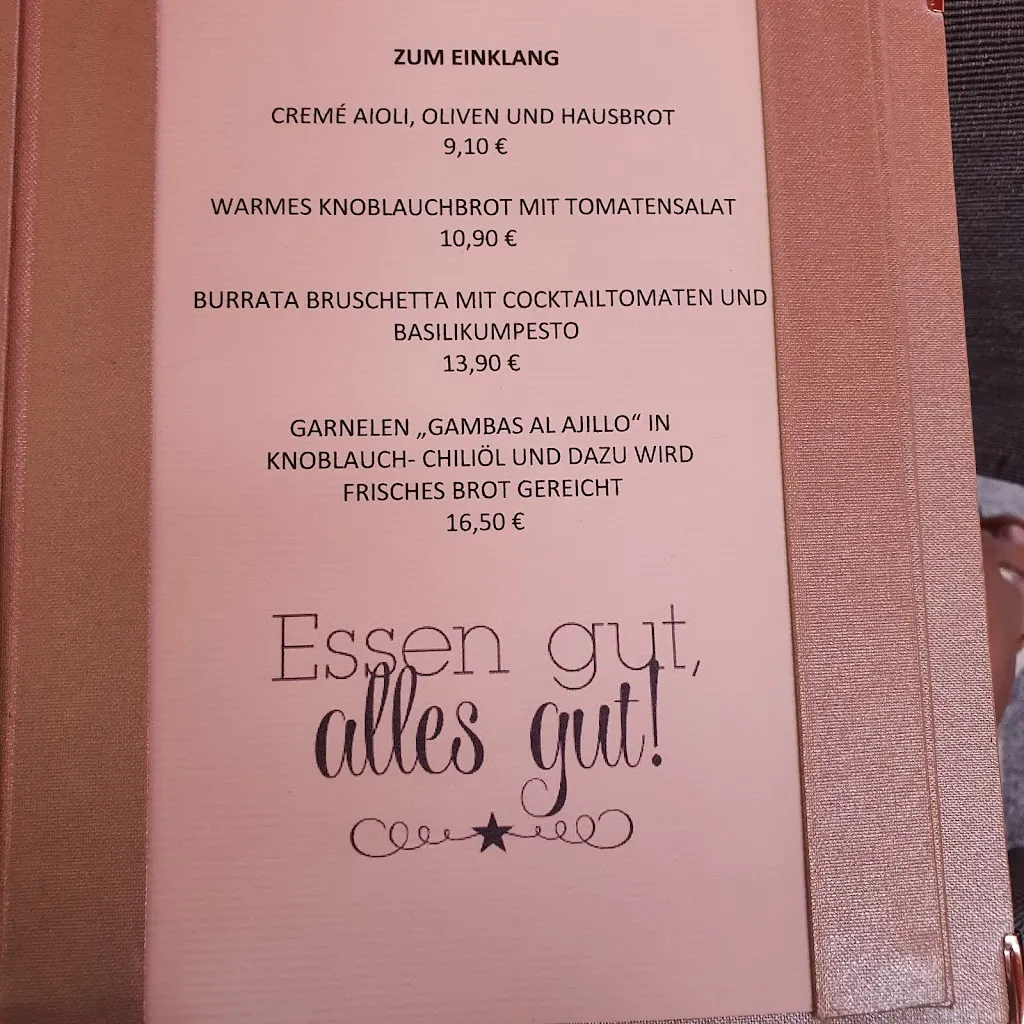 ZUM EINKLANG
CREMÉ AIOLI, OLIVEN UND HAUSBROT
9,10 €
WARMES KNOBLAUCHBROT MIT TOMATENSALAT
10,90 €
BURRATA BRUSCHETTA MIT COCKTAILTOMATEN UND
BASILIKUMPESTO
13,90 €
GARNELEN „GAMBAS AL AJILLO“ IN
KNOBLAUCH- CHILIÖL UND DAZU WIRD
FRISCHES BROT GEREICHT
16,50 €
Essen gut,
alles gut!